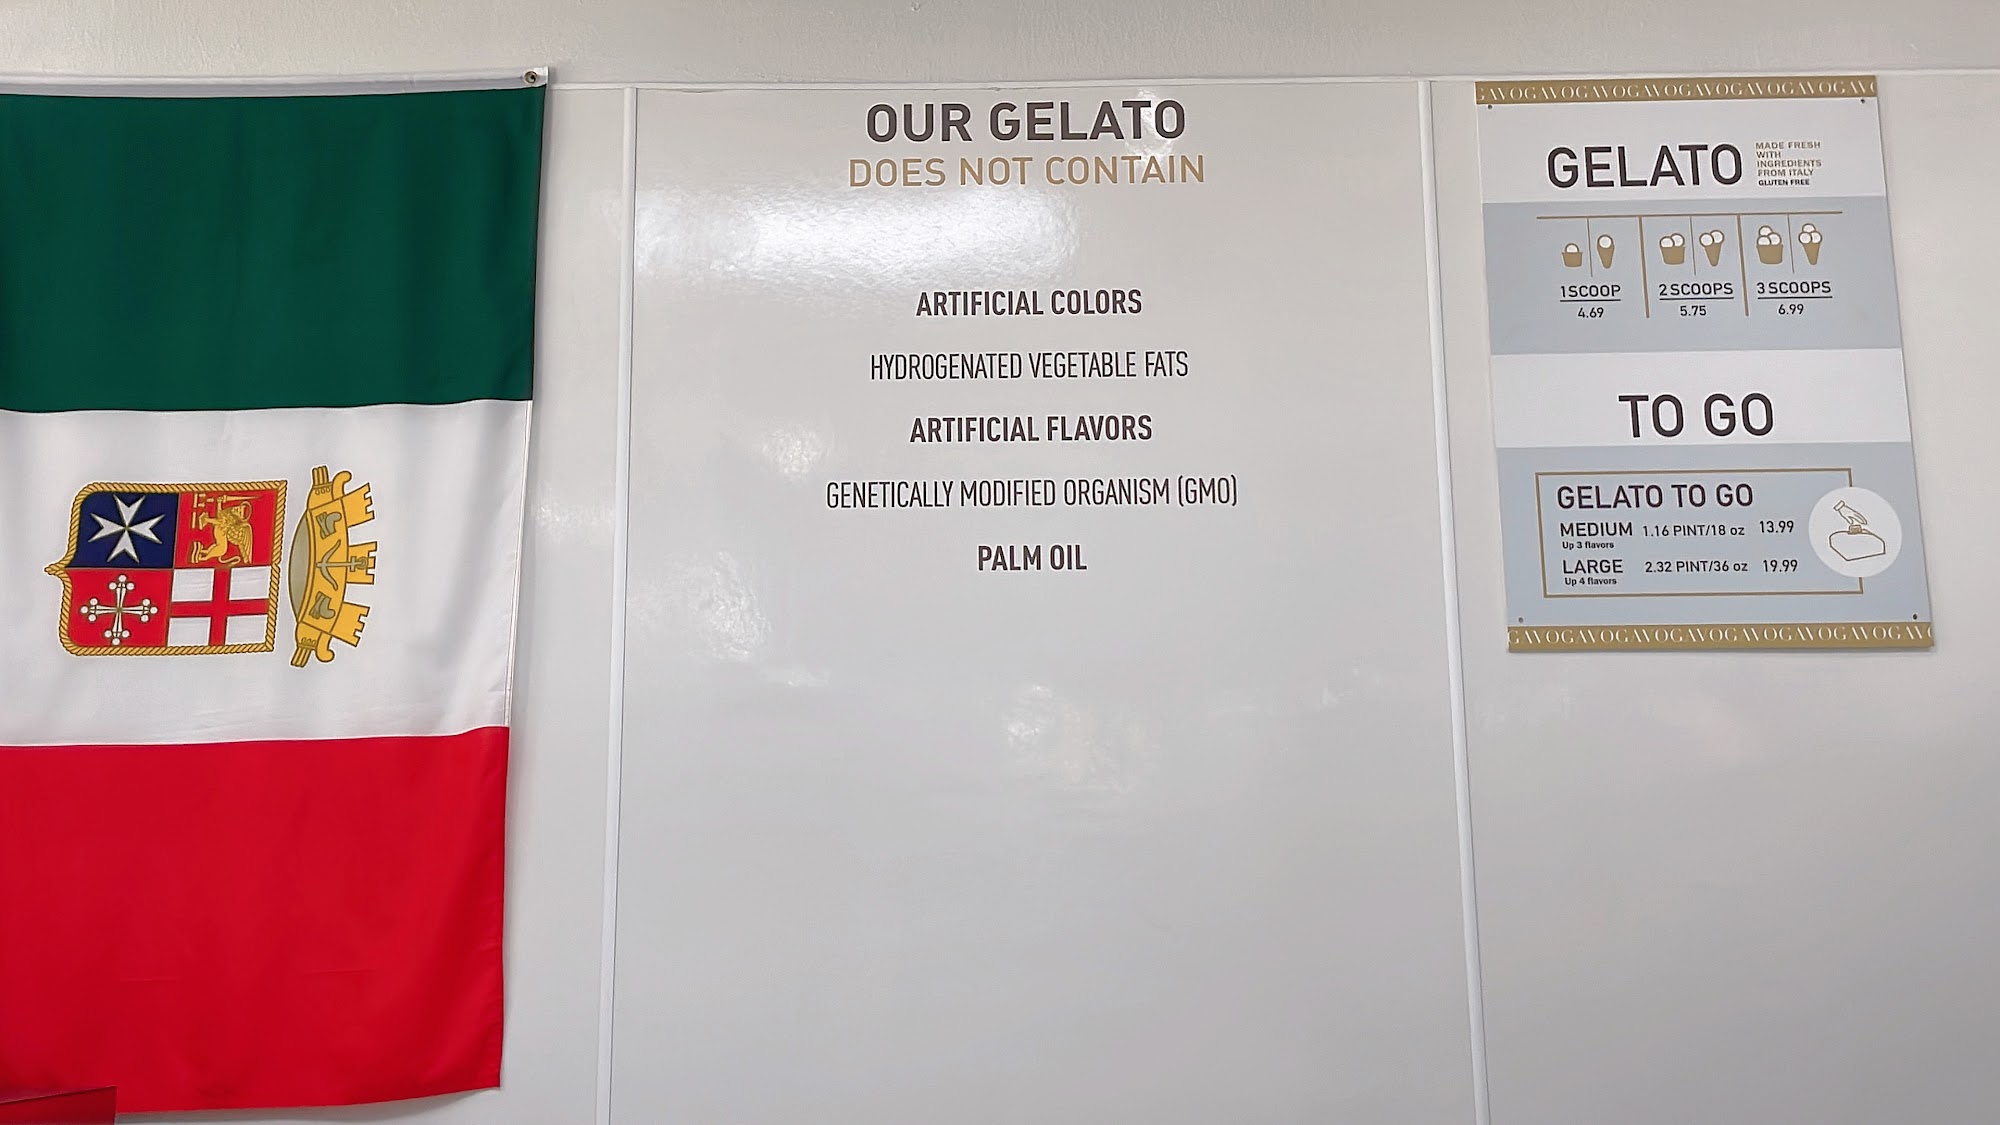 OUR GELATO
DOES NOT CONTAIN
ARTIFICIAL COLORS
HYDROGENATED VEGETABLE FATS
ARTIFICIAL FLAVORS
GENETICALLY MODIFIED ORGANISM (GMO)
PALM OIL
GAVOGAVOGAVOGAVOGAVOGAVOGAVOGAVO
GELATO
MADE FRESH
WITH
INGREDIENTS
FROM ITALY
GLUTEN FREE
1 SCOOP 2 SCOOPS 3 SCOOPS
4.69 5.75 6.99
TO GO
GELATO TO GO
MEDIUM 1.16 PINT/18 oz 13.99
Up 3 flavors
LARGE 2.32 PINT/36 oz 19.99
Up 4 flavors
GAVOGAVOGAVOGAVOGAVOGAVOGAVOGAVO